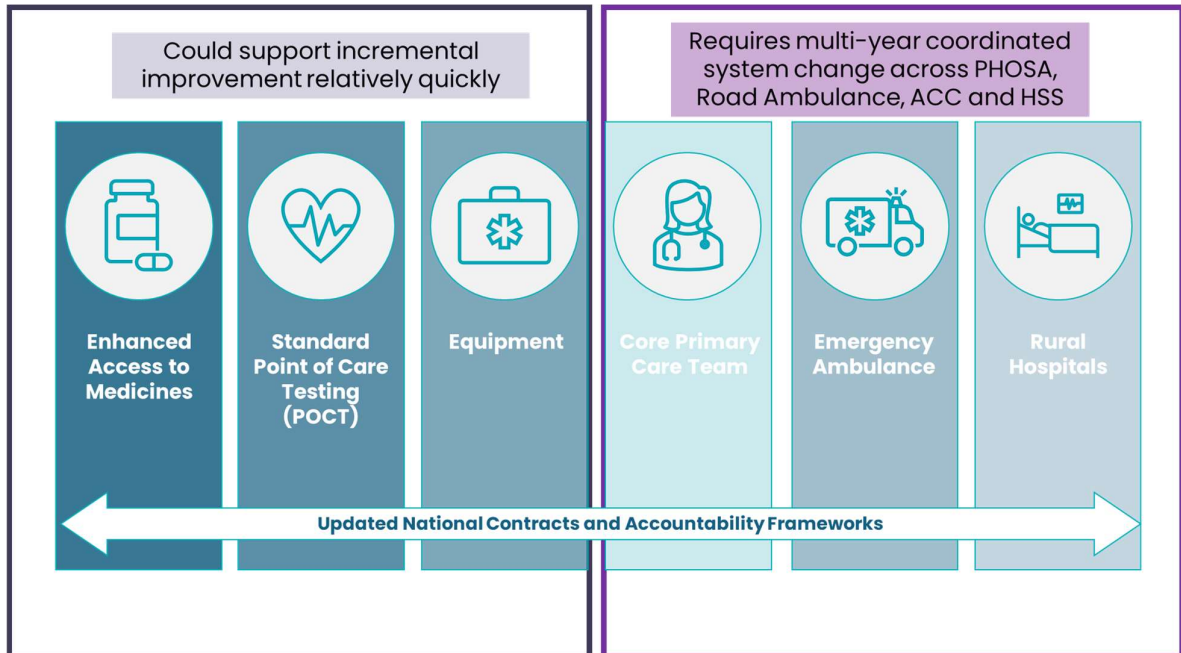 Could support incremental
improvement relatively quickly
Requires multi-year coordinated
system change across PHOSA,
Road Ambulance, ACC and HSS
Enhanced
Access to
Medicines
Standard
Point of Care
Testing
(POCT)
Equipment
Core Primary
Care Team
Emergency
Ambulance
Rural
Hospitals
Updated National Contracts and Accountability Frameworks